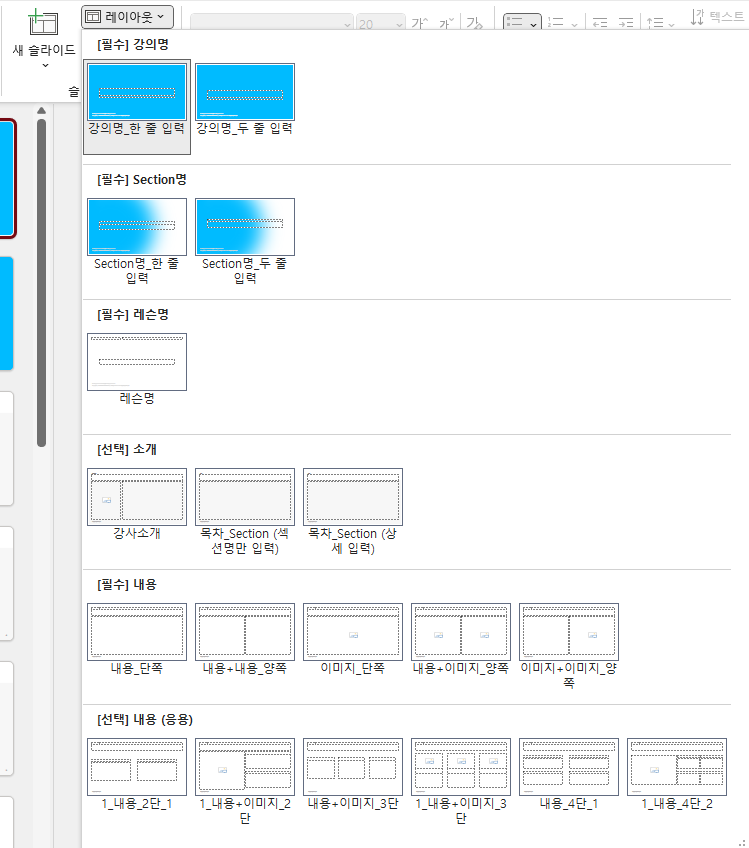 레이아웃
새 슬라이드
20
가
가
가
텍스트
슬
[필수] 강의명
강의명_한 줄 입력
강의명_두 줄 입력
[필수] Section명
Section명_한 줄
입력
Section명_두 줄
입력
[필수] 레슨명
레슨명
[선택] 소개
강사소개
목차_Section (섹
션명만 입력)
목차_Section (상
세 입력)
[필수] 내용
내용_단쪽
내용+내용_양쪽
이미지_단쪽
내용+이미지_양쪽
이미지+이미지_양
쪽
[선택] 내용 (응용)
1_내용_2단_1
1_내용+이미지_2
단
내용+이미지_3단
1_내용+이미지_3
단
내용_4단_1
1_내용_4단_2